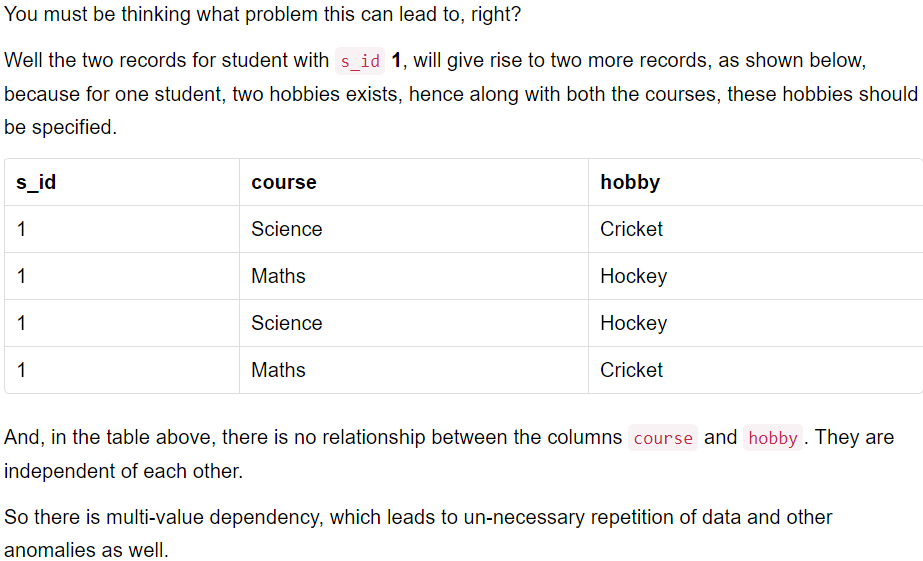 You must be thinking what problem this can lead to, right?
Well the two records for student with s_id 1, will give rise to two more records, as shown below,
because for one student, two hobbies exists, hence along with both the courses, these hobbies should
be specified.
s_id course hobby
1 Science Cricket
1 Maths Hockey
1 Science Hockey
1 Maths Cricket
And, in the table above, there is no relationship between the columns course and hobby. They are
independent of each other.
So there is multi-value dependency, which leads to un-necessary repetition of data and other
anomalies as well.